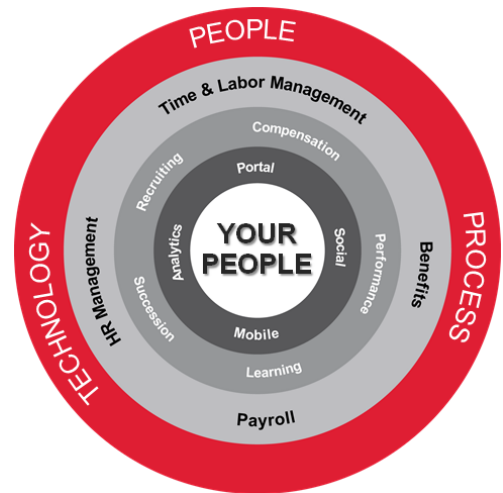 PEOPLE
Time & Labor Management
Compensation
Recruiting
Portal
TECHNOLOGY
HR Management
Analytics
YOUR
PEOPLE
Social
Performance
Benefits
PROCESS
Succession
Mobile
Learning
Payroll